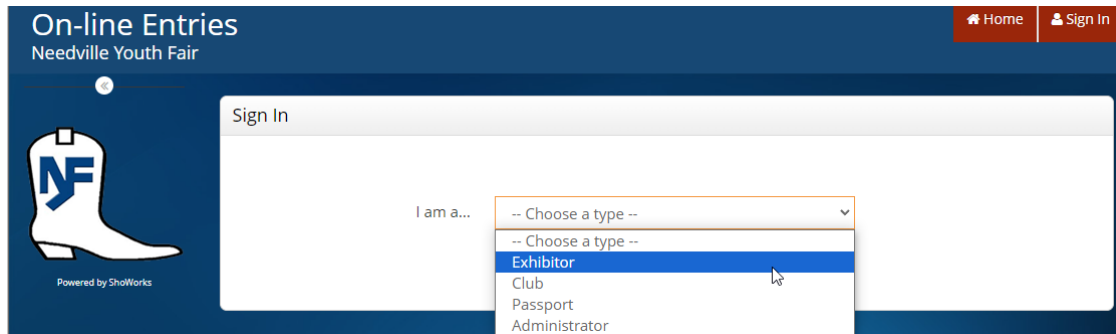 On-line Entries
Needville Youth Fair
Home
Sign In
Sign In
NYF
Powered by ShoWorks
I am a...
-- Choose a type --
-- Choose a type --
Exhibitor
Club
Passport
Administrator